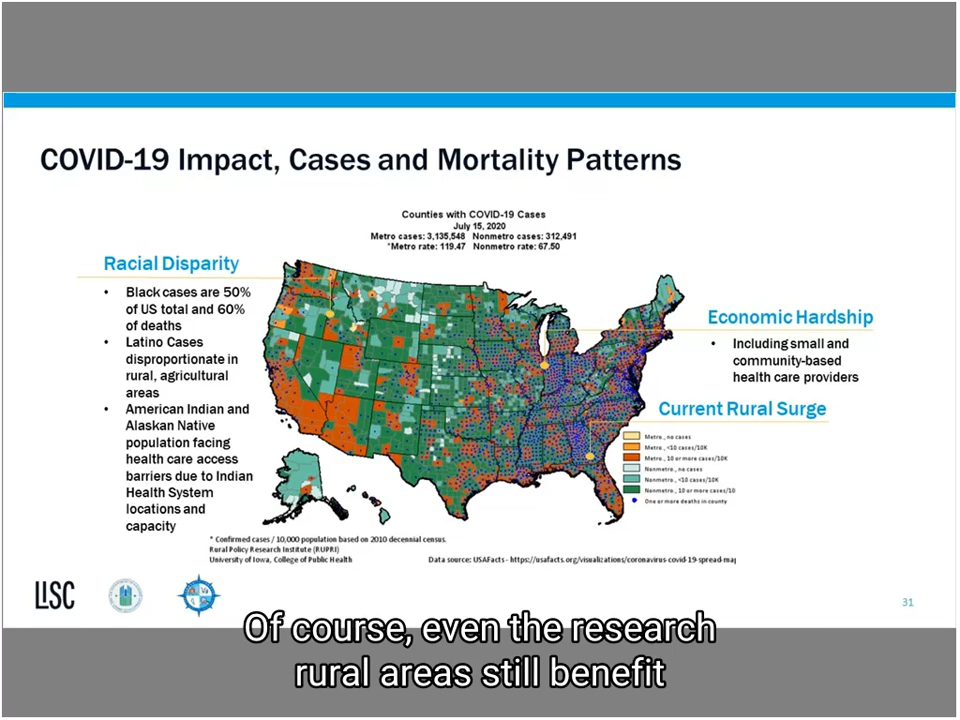 COVID-19 Impact, Cases and Mortality Patterns
Counties with COVID-19 Cases
July 15, 2020
Metro cases: 3,135,548 Nonmetro cases: 312,491
*Metro rate: 119.47 Nonmetro rate: 67.50
Racial Disparity
• Black cases are 50%
of US total and 60%
of deaths
• Latino Cases
disproportionate in
rural, agricultural
areas
• American Indian and
Alaskan Native
population facing
health care access
barriers due to Indian
Health System
locations and
capacity
Economic Hardship
• Including small and
community-based
health care providers
Current Rural Surge
Metro, no cases
Metro, <10 cases/10K
Metro, 10 or more cases/10K
Nonmetro, no cases
Nonmetro, <10 cases/10K
Nonmetro, 10 or more cases/10
One or more deaths in county
* Confirmed cases / 10,000 population based on 2010 decennial census.
Rural Policy Research Institute (RUPRI)
University of Iowa, College of Public Health
Data source: USAFacts - https://usafacts.org/visualizations/coronavirus-covid-19-spread-map
LISC
31
Of course, even the research
rural areas still benefit